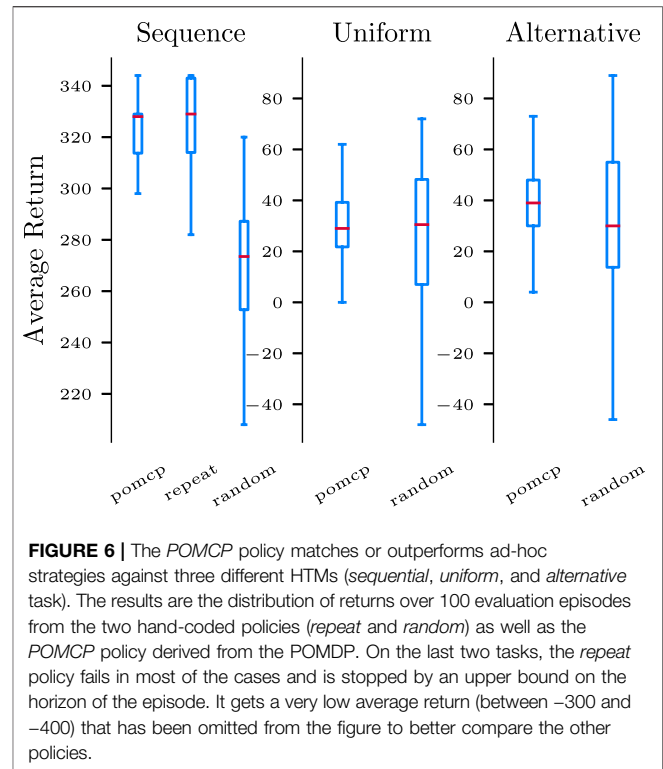 Sequence
Uniform
Alternative
Average Return
340
320
300
280
260
240
220
pomcp
repeat
random
80
60
40
20
0
−20
−40
pomcp
random
80
60
40
20
0
−20
−40
pomcp
random
FIGURE 6 | The POMCP policy matches or outperforms ad-hoc
strategies against three different HTMs (sequential, uniform, and alternative
task). The results are the distribution of returns over 100 evaluation episodes
from the two hand-coded policies (repeat and random) as well as the
POMCP policy derived from the POMDP. On the last two tasks, the repeat
policy fails in most of the cases and is stopped by an upper bound on the
horizon of the episode. It gets a very low average return (between −300 and
−400) that has been omitted from the figure to better compare the other
policies.